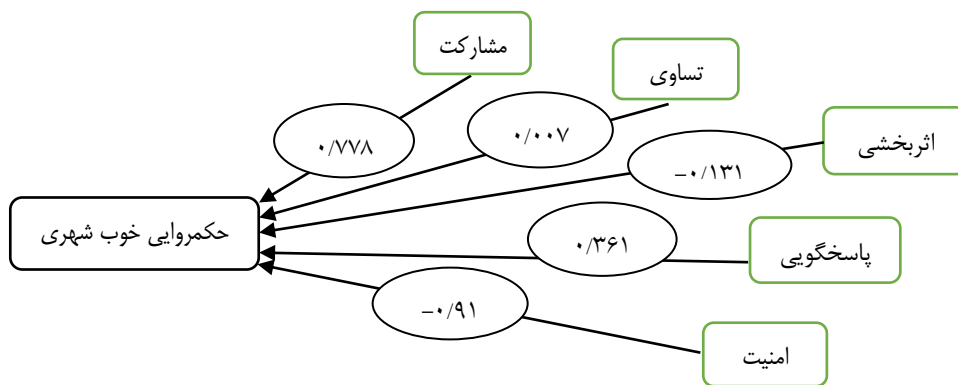 مشارکت
تساوی
۰/۷۷۸
۰/۰۰۷
اثربخشی
−۰/۱۳۱
حکمروایی خوب شهری
۰/۳۶۱
پاسخگویی
−۰/۹۱
امنیت